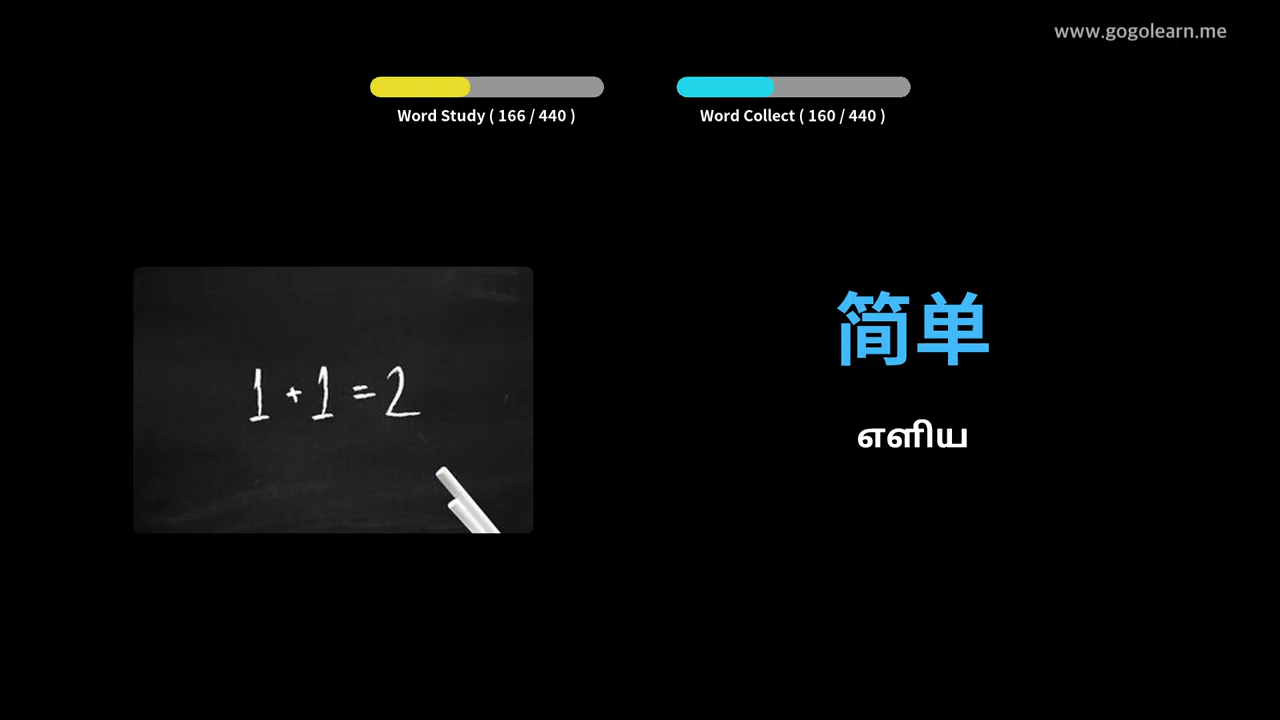 www.gogolearn.me
Word Study ( 166 / 440 )
Word Collect ( 160 / 440 )
1 + 1 = 2
简单
எளிய